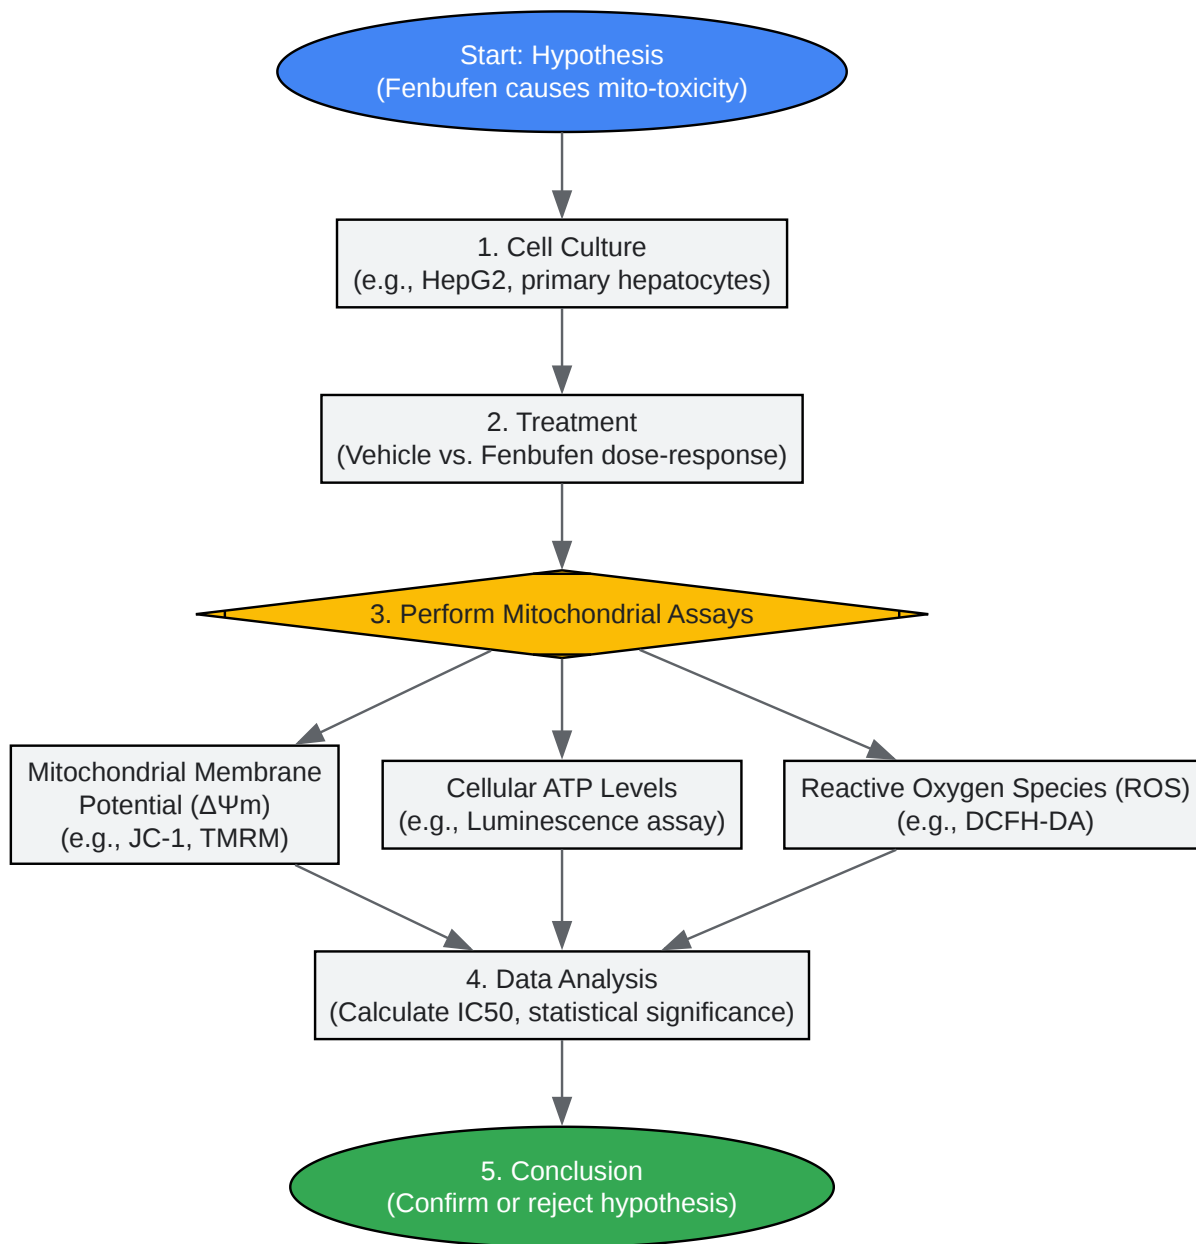 Start: Hypothesis
(Fenbufen causes mito-toxicity)
1. Cell Culture
(e.g., HepG2, primary hepatocytes)
2. Treatment
(Vehicle vs. Fenbufen dose-response)
3. Perform Mitochondrial Assays
Mitochondrial Membrane
Potential (ΔΨm)
(e.g., JC-1, TMRM)
Cellular ATP Levels
(e.g., Luminescence assay)
Reactive Oxygen Species (ROS)
(e.g., DCFH-DA)
4. Data Analysis
(Calculate IC50, statistical significance)
5. Conclusion
(Confirm or reject hypothesis)